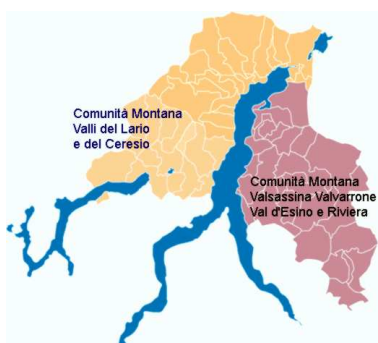 Comunità Montana
Valli del Lario
e del Ceresio
Comunità Montana
Valsassina Valvarrone
Val d'Esino e Riviera